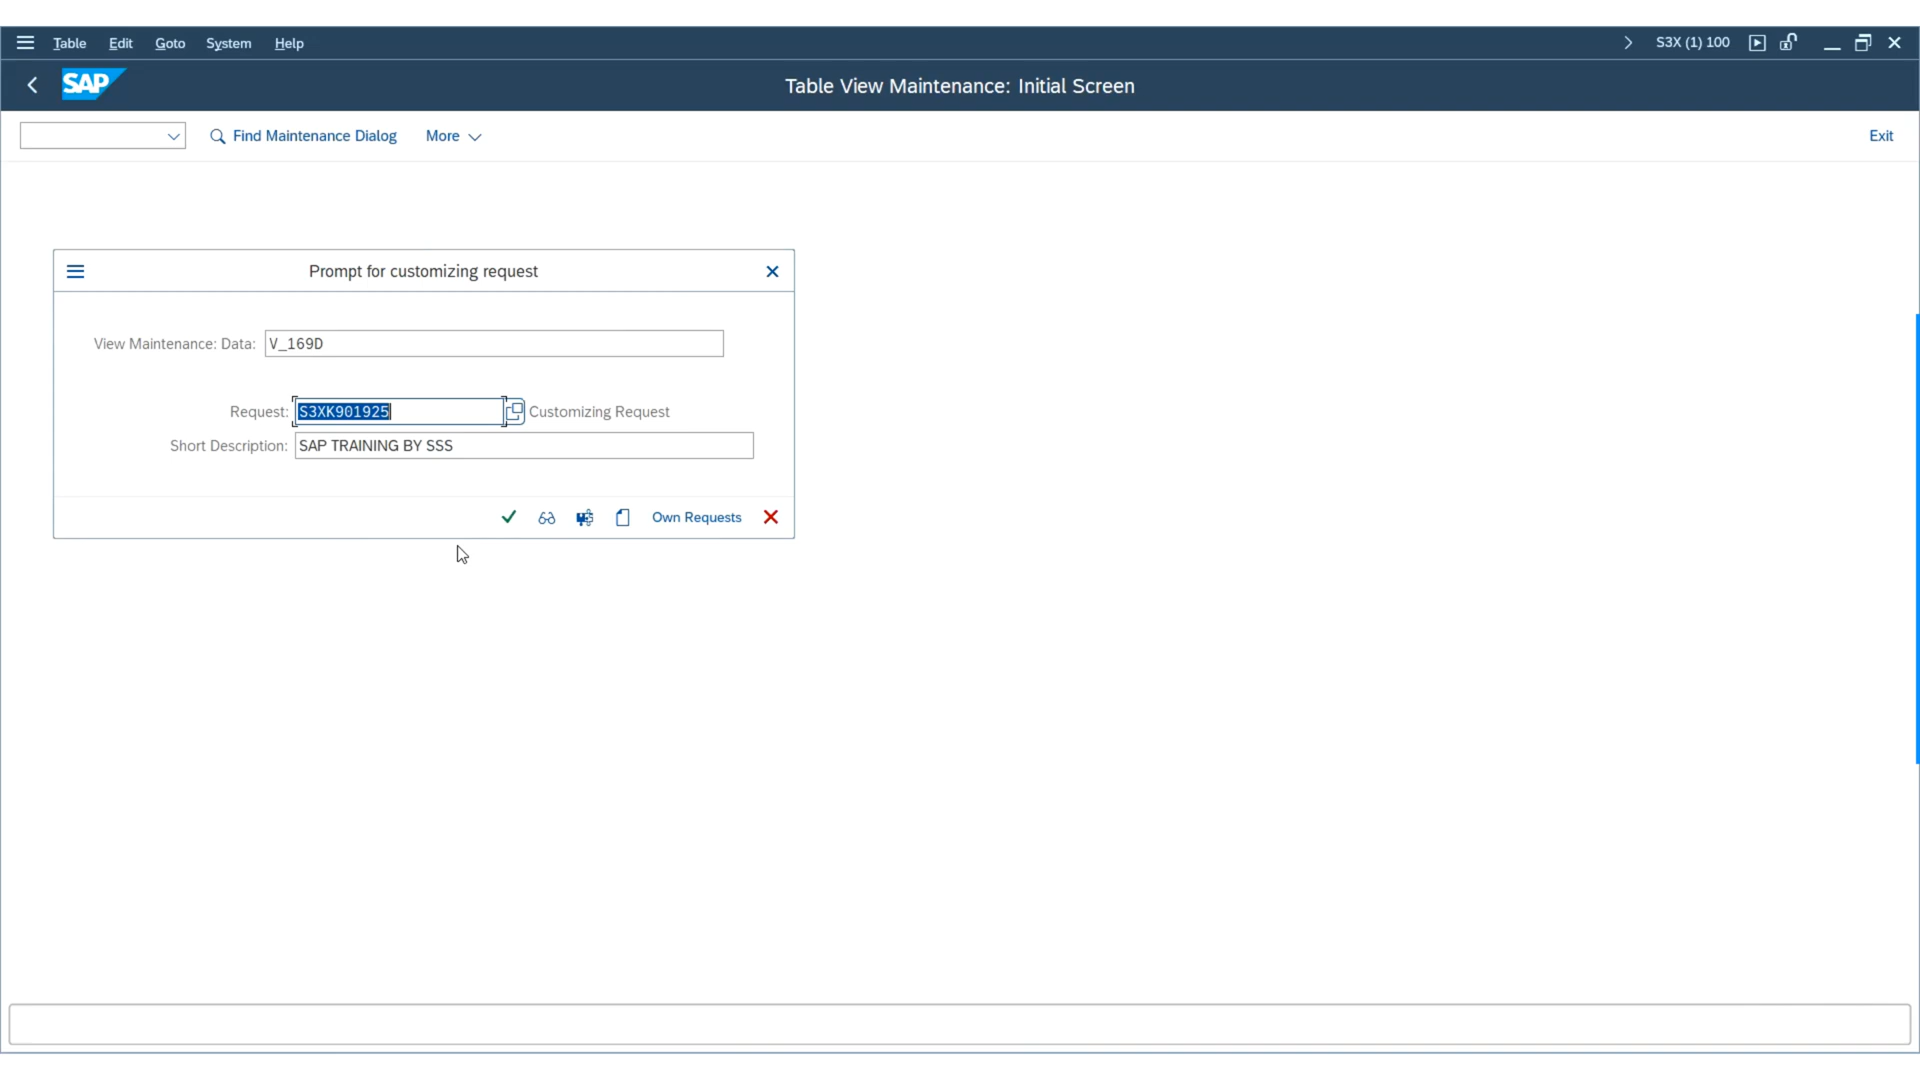 Table Edit Goto System Help S3X (1) 100
SAP Table View Maintenance: Initial Screen
Find Maintenance Dialog More Exit
Prompt for customizing request
View Maintenance: Data: V_169D
Request: S3XK901925 Customizing Request
Short Description: SAP TRAINING BY SSS
Own Requests